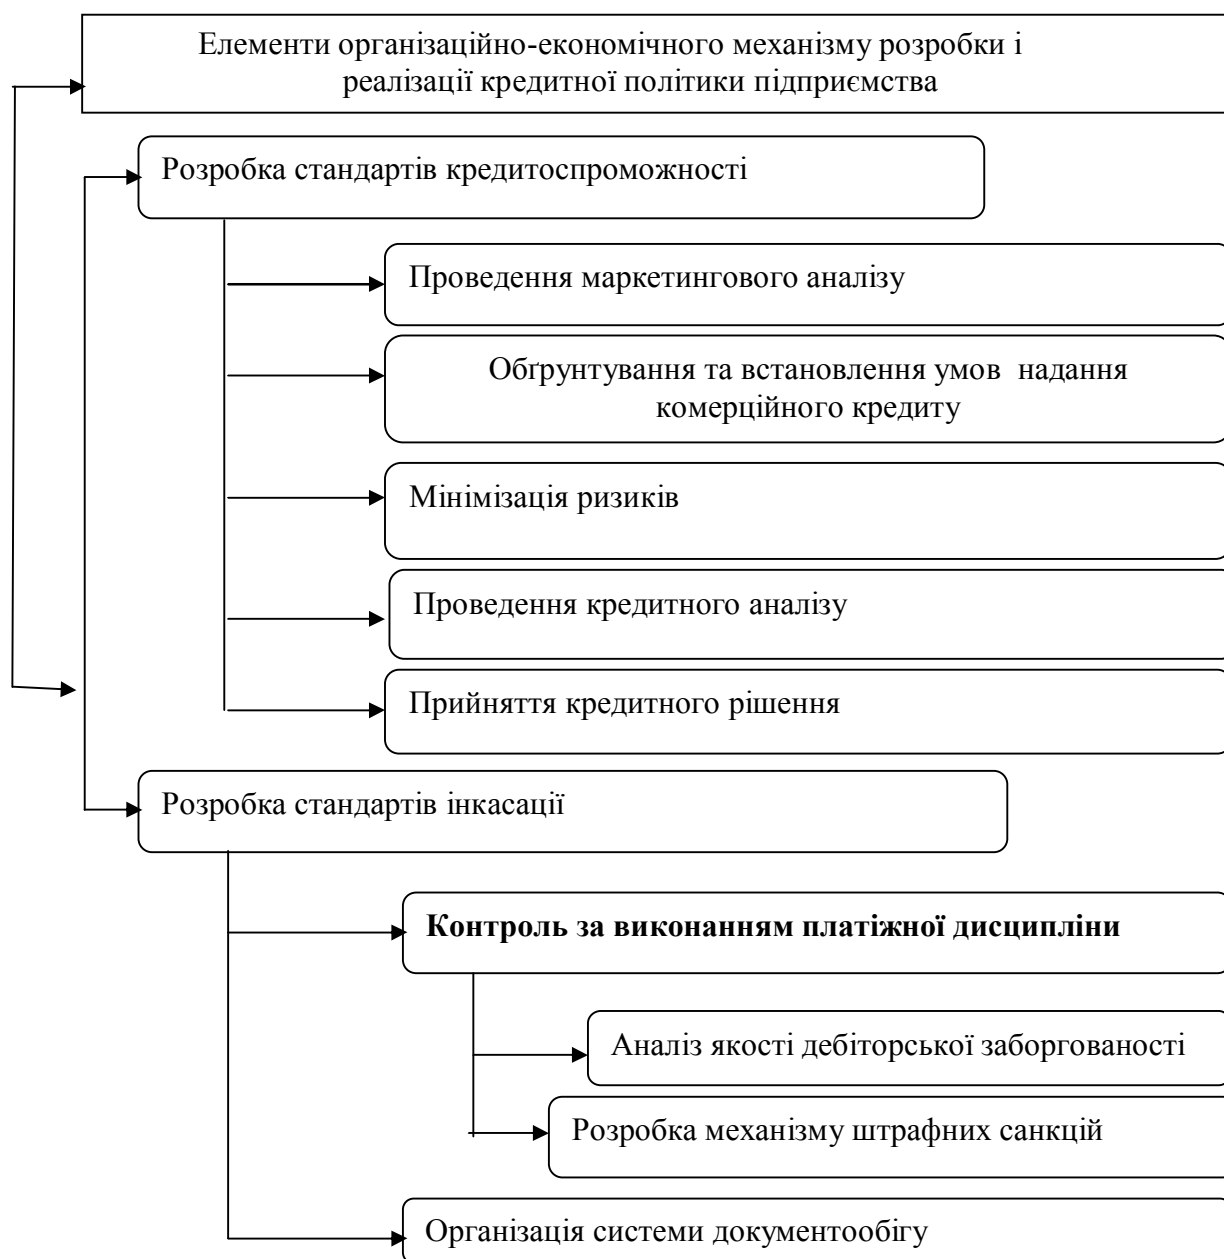 Елементи організаційно-економічного механізму розробки і
реалізації кредитної політики підприємства
Розробка стандартів кредитоспроможності
Проведення маркетингового аналізу
Обґрунтування та встановлення умов надання
комерційного кредиту
Мінімізація ризиків
Проведення кредитного аналізу
Прийняття кредитного рішення
Розробка стандартів інкасації
Контроль за виконанням платіжної дисципліни
Аналіз якості дебіторської заборгованості
Розробка механізму штрафних санкцій
Організація системи документообігу